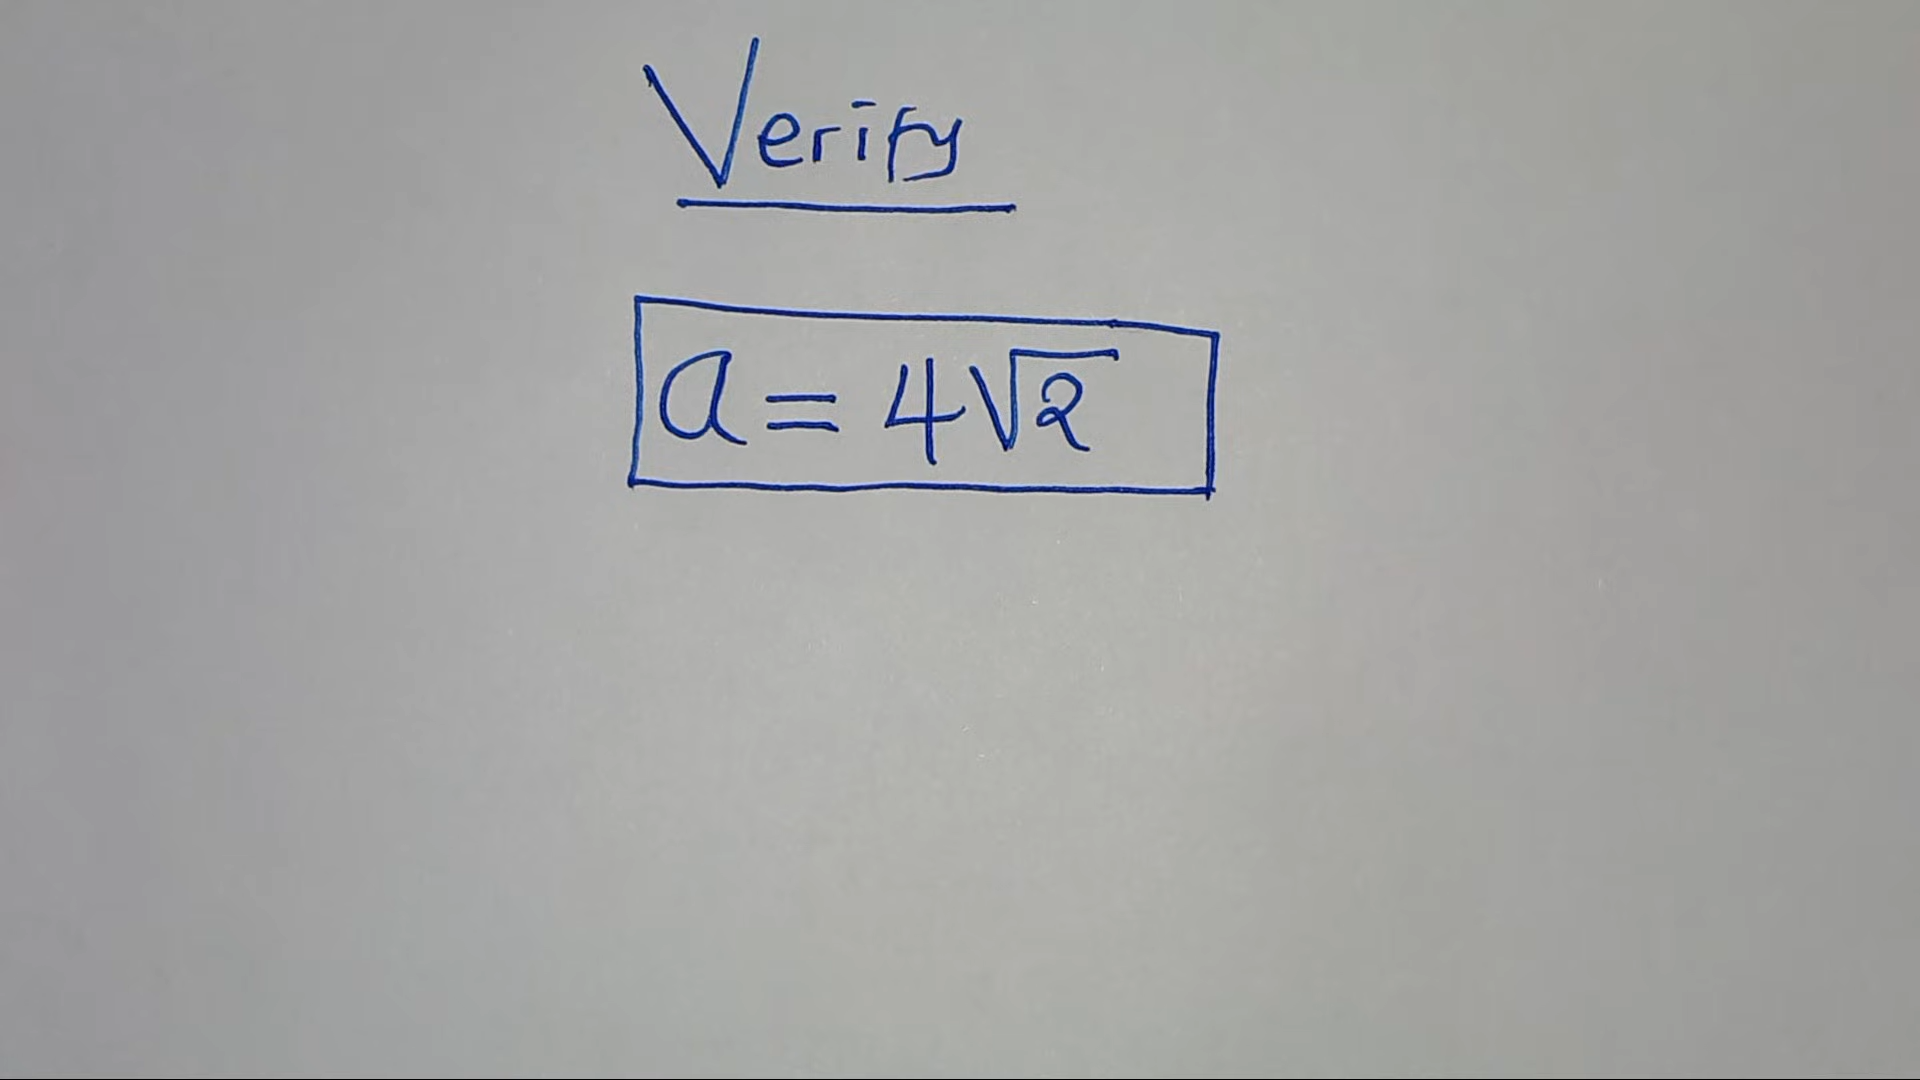 Verify
a = 4√2